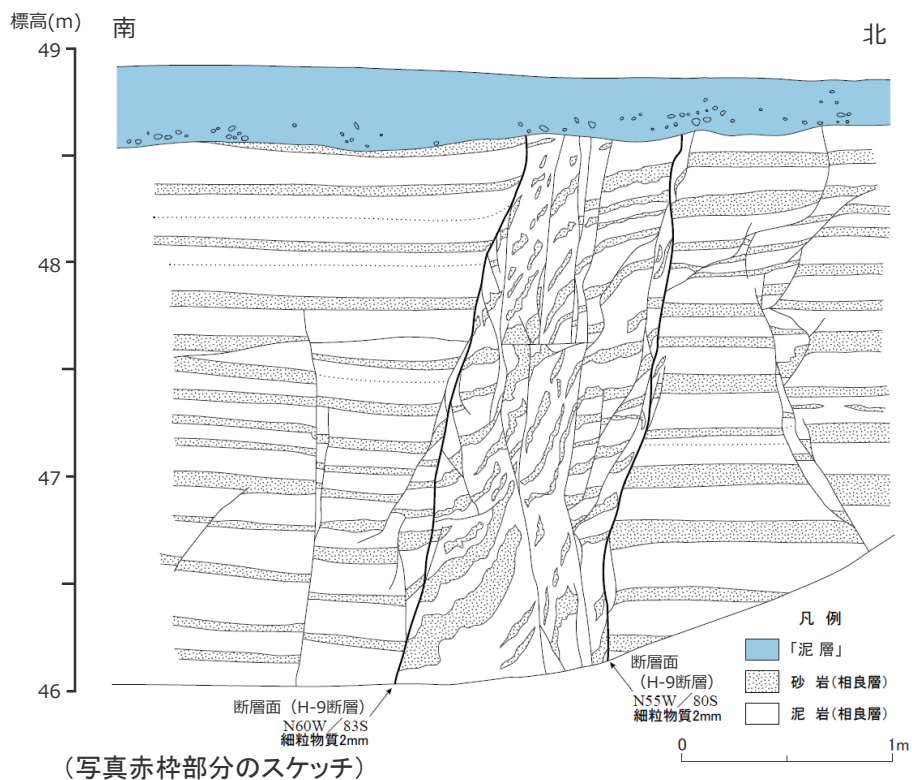 標高(m)
南
北
49
48
47
46
凡 例
「泥 層」
砂 岩(相良層)
泥 岩(相良層)
断層面
(H-9断層)
N55W／80S
細粒物質2mm
断層面（H-9断層）
N60W／83S
細粒物質2mm
0
1m
(写真赤枠部分のスケッチ)